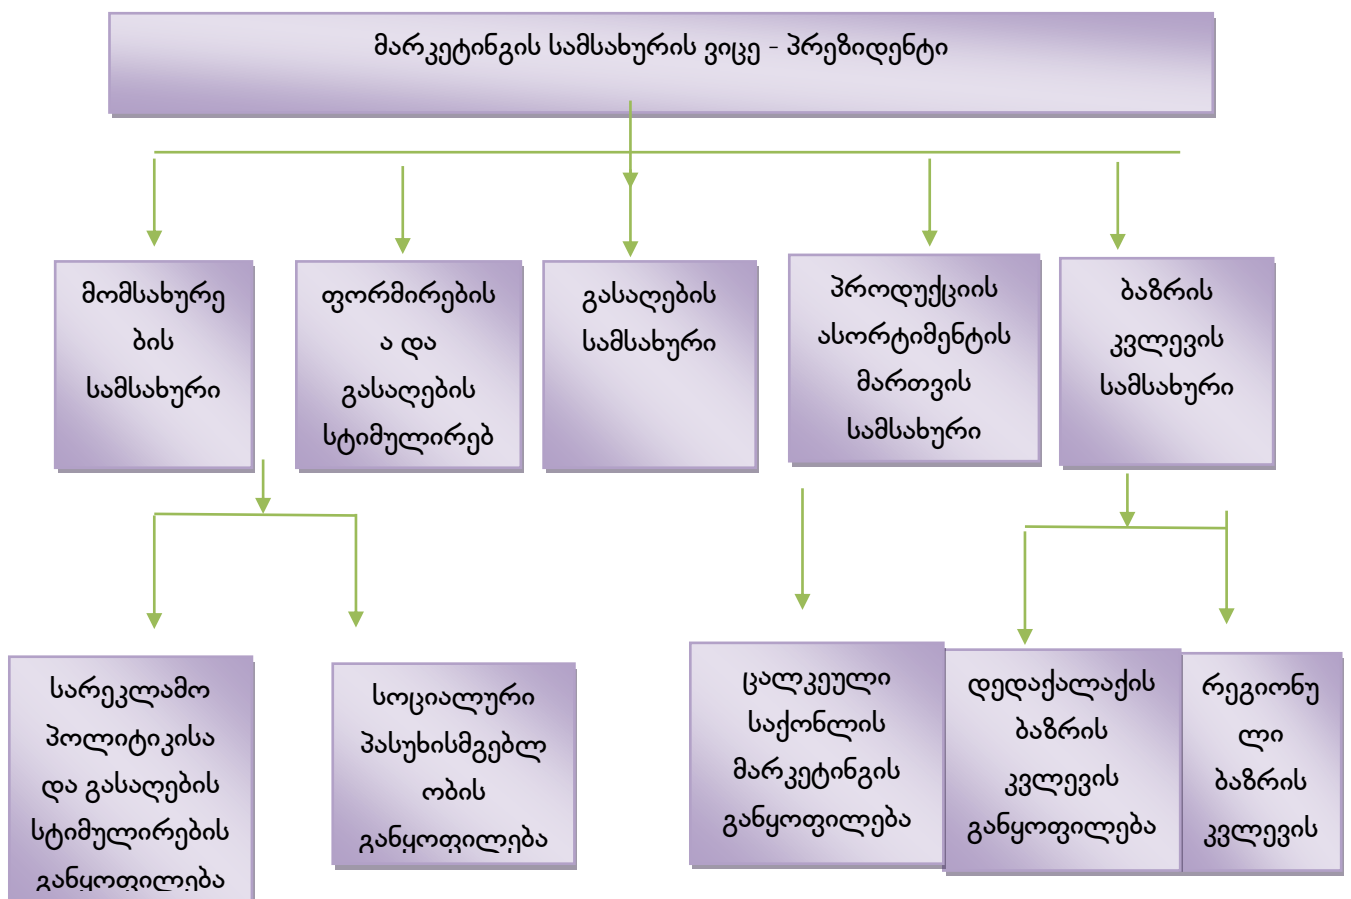 მარკეტინგის სამსახურის ვიცე - პრეზიდენტი
მომსახურე
ბის
სამსახური
ფორმირების
ა და
გასაღების
სტიმულირებ
გასაღების
სამსახური
პროდუქციის
ასორტიმენტის
მართვის
სამსახური
ბაზრის
კვლევის
სამსახური
სარეკლამო
პოლიტიკისა
და გასაღების
სტიმულირების
განყოფილება
სოციალური
პასუხისმგებლ
ობის
განყოფილება
ცალკეული
საქონლის
მარკეტინგის
განყოფილება
დედაქალაქის
ბაზრის
კვლევის
განყოფილება
რეგიონუ
ლი
ბაზრის
კვლევის